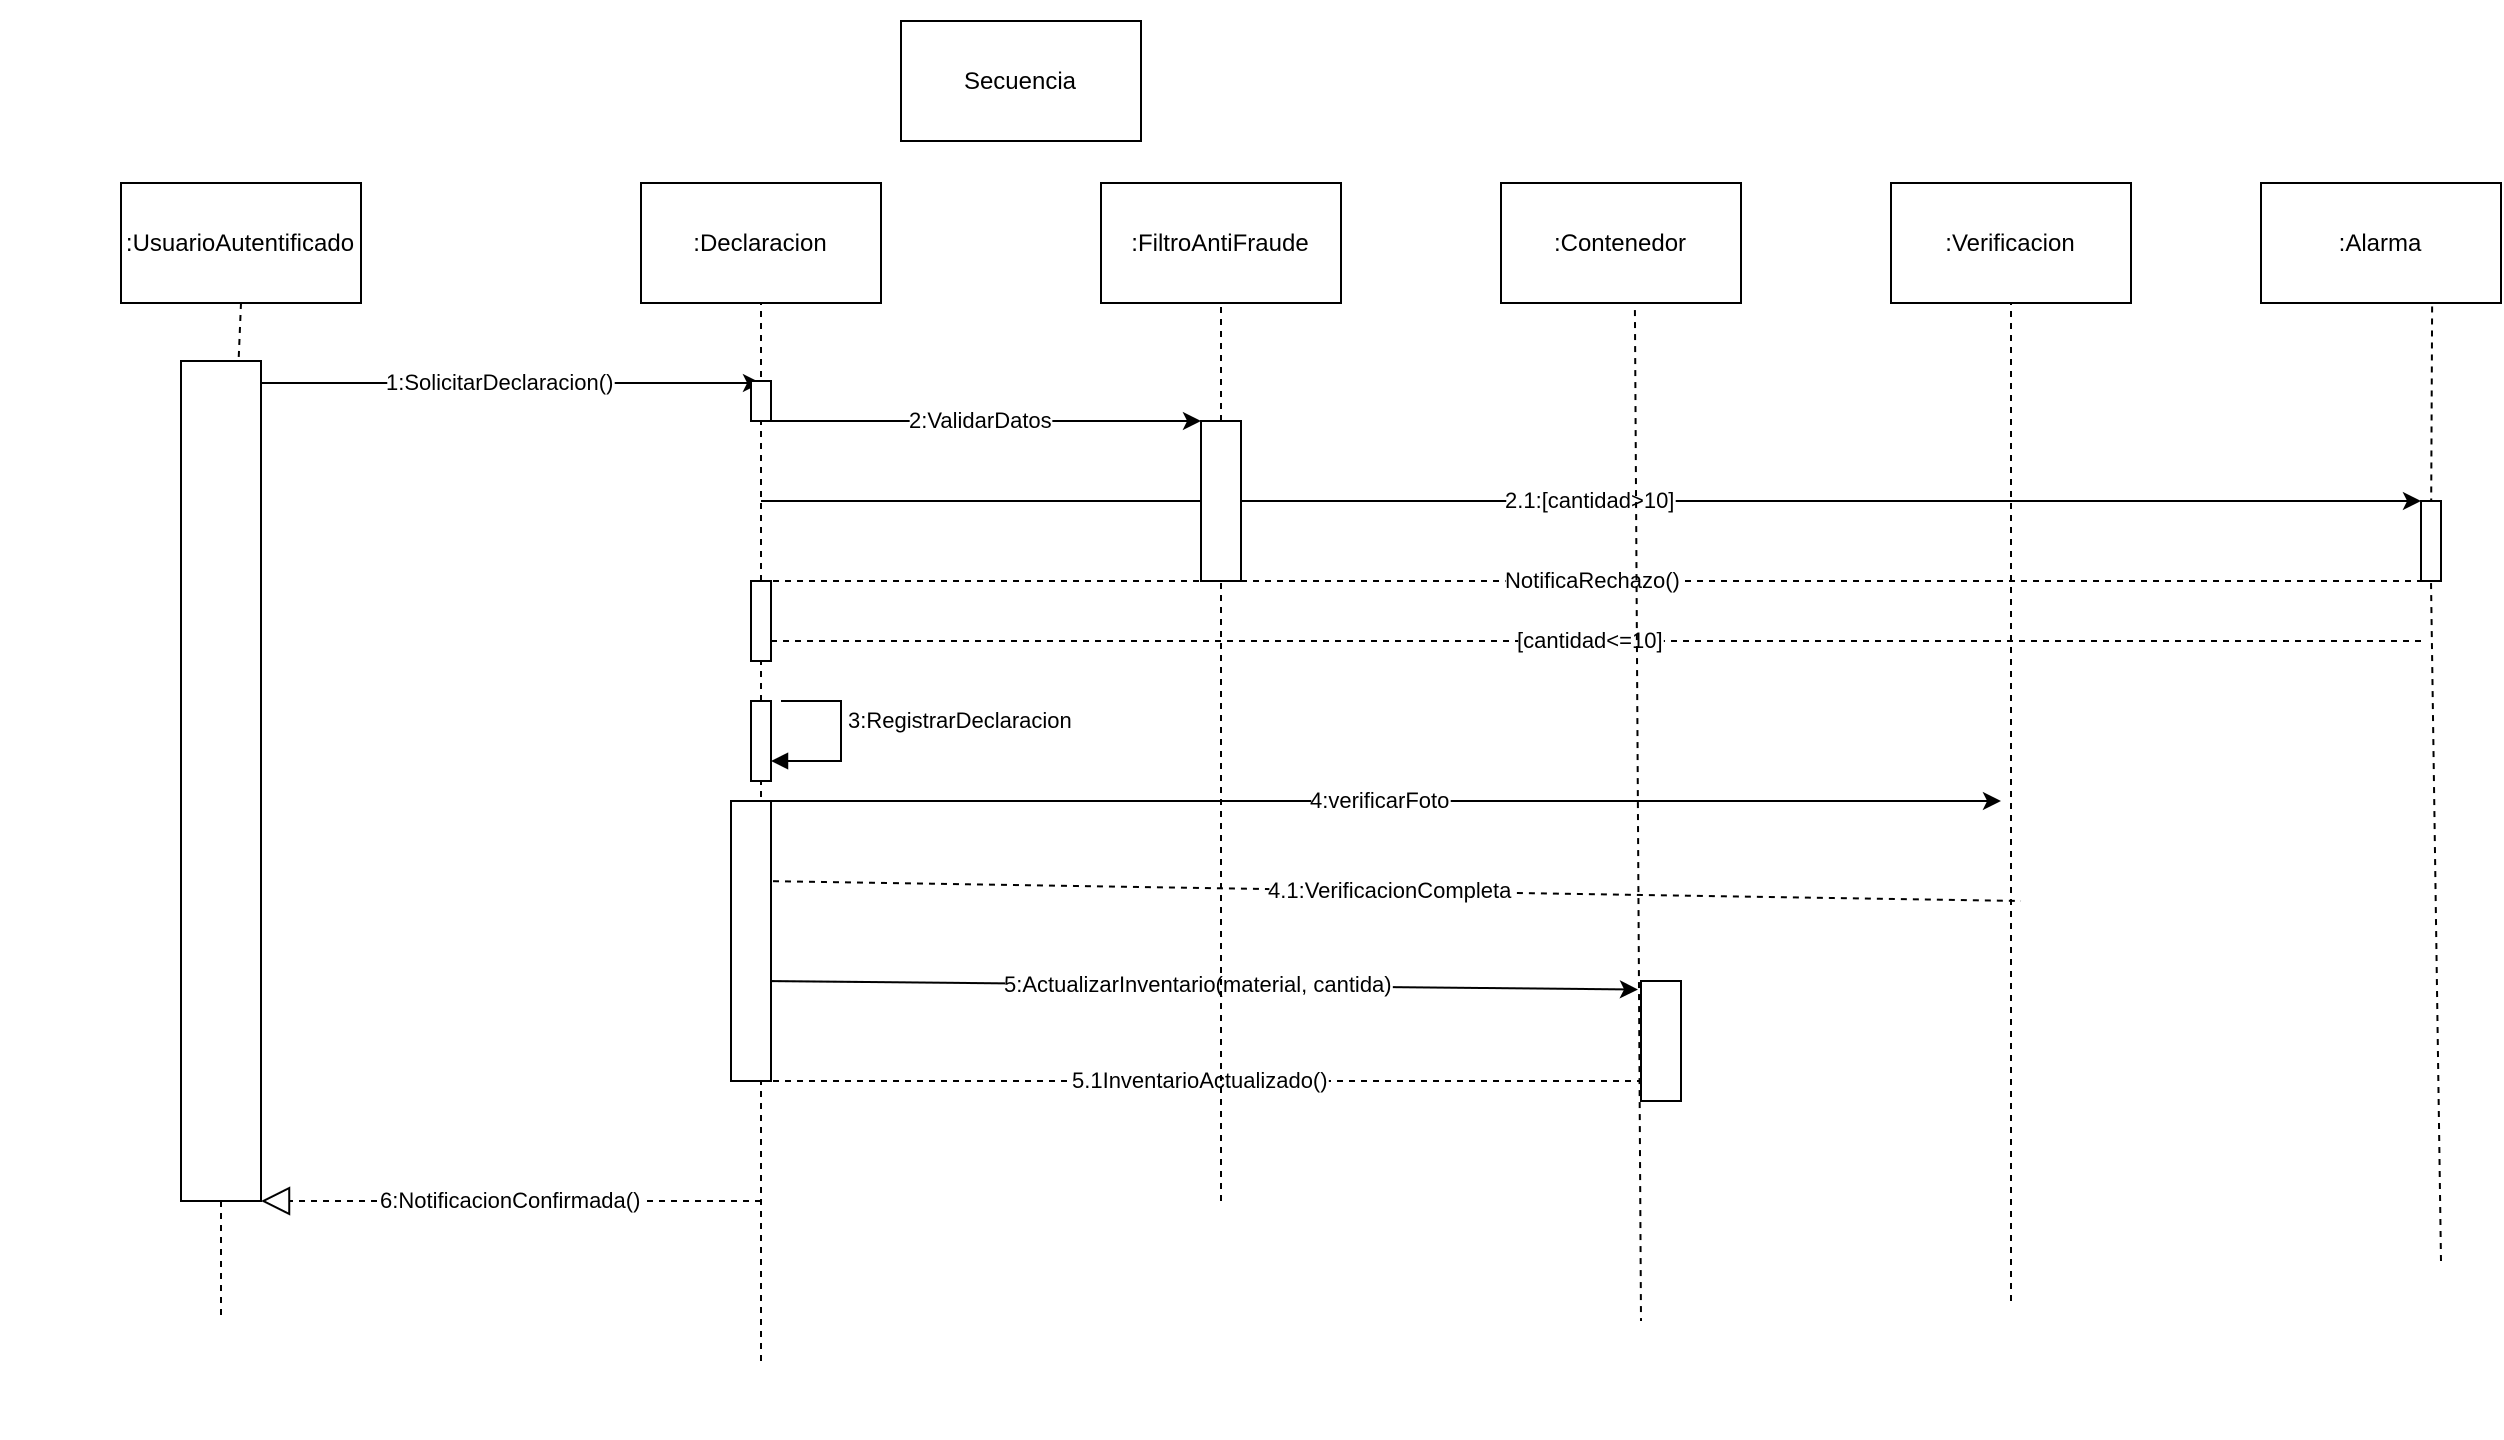 Secuencia
:UsuarioAutentificado
:Declaracion
:FiltroAntiFraude
:Contenedor
:Verificacion
:Alarma
1:SolicitarDeclaracion()
2:ValidarDatos
2.1:[cantidad>10]
NotificaRechazo()
[cantidad<=10]
3:RegistrarDeclaracion
4:verificarFoto
4.1:VerificacionCompleta
5:ActualizarInventario(material, cantida)
5.1InventarioActualizado()
6:NotificacionConfirmada()